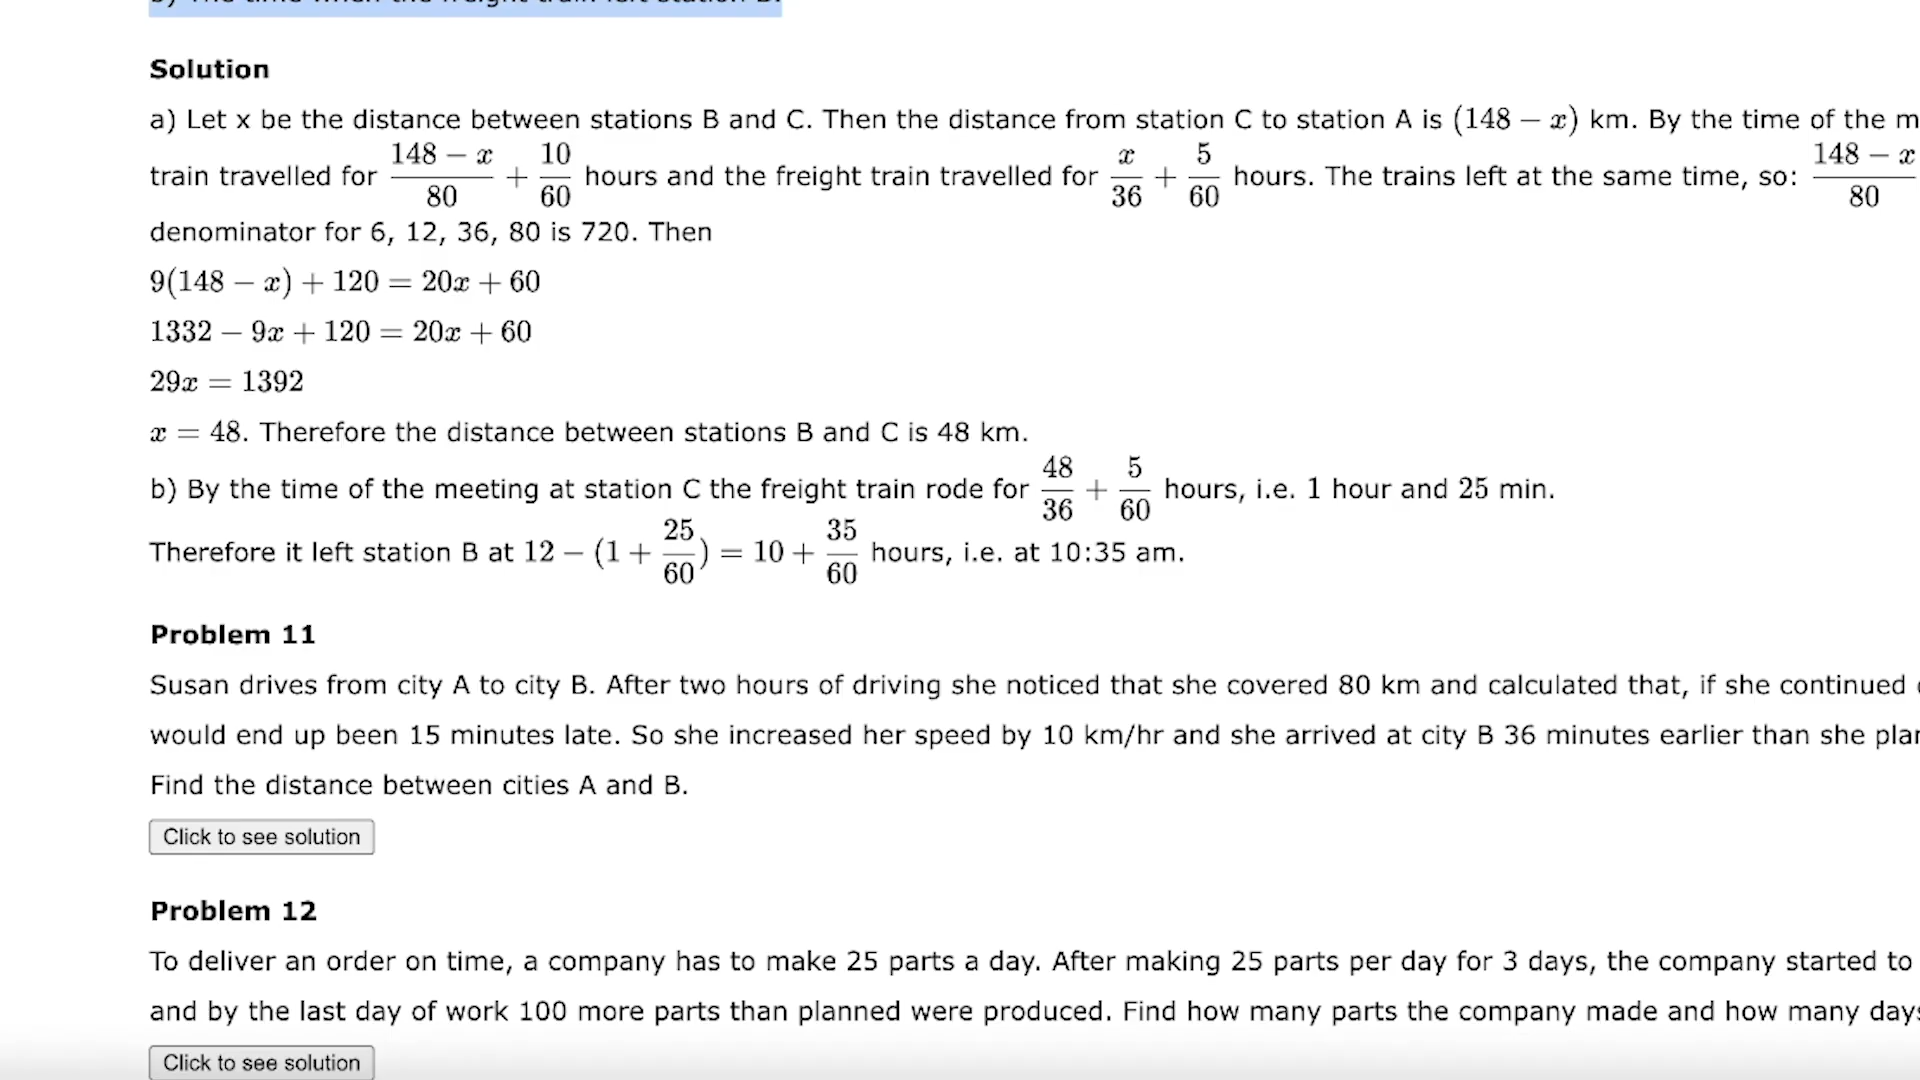 b) The time when the freight train left station B.
Solution
a) Let x be the distance between stations B and C. Then the distance from station C to station A is (148 − x) km. By the time of the
train travelled for (148 − x)/80 + 10/60 hours and the freight train travelled for x/36 + 5/60 hours. The trains left at the same time, so: (148 − x)/80
denominator for 6, 12, 36, 80 is 720. Then
9(148 − x) + 120 = 20x + 60
1332 − 9x + 120 = 20x + 60
29x = 1392
x = 48. Therefore the distance between stations B and C is 48 km.
b) By the time of the meeting at station C the freight train rode for 48/36 + 5/60 hours, i.e. 1 hour and 25 min.
Therefore it left station B at 12 − (1 + 25/60) = 10 + 35/60 hours, i.e. at 10:35 am.
Problem 11
Susan drives from city A to city B. After two hours of driving she noticed that she covered 80 km and calculated that, if she continued
would end up been 15 minutes late. So she increased her speed by 10 km/hr and she arrived at city B 36 minutes earlier than she
Find the distance between cities A and B.
Click to see solution
Problem 12
To deliver an order on time, a company has to make 25 parts a day. After making 25 parts per day for 3 days, the company started to
and by the last day of work 100 more parts than planned were produced. Find how many parts the company made and how many
Click to see solution